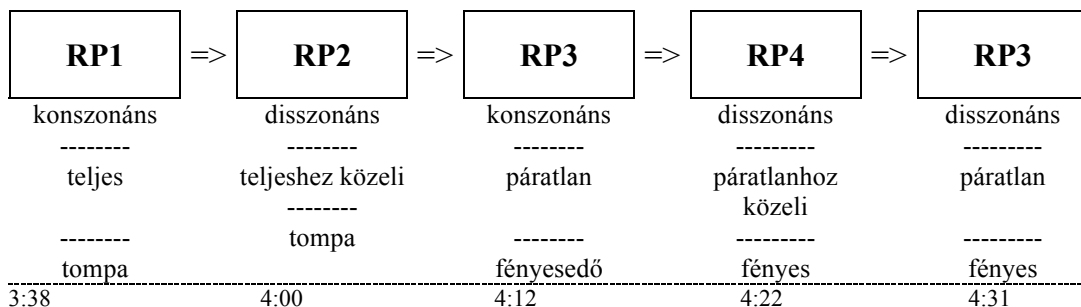 RP1 => RP2 => RP3 => RP4 => RP3
konszonáns disszonáns konszonáns disszonáns disszonáns
-------- -------- -------- --------- ---------
teljes teljeshez közeli páratlan páratlanhoz páratlan
-------- közeli
-------- tompa -------- --------- ---------
tompa fényesedő fényes fényes
3:38 4:00 4:12 4:22 4:31